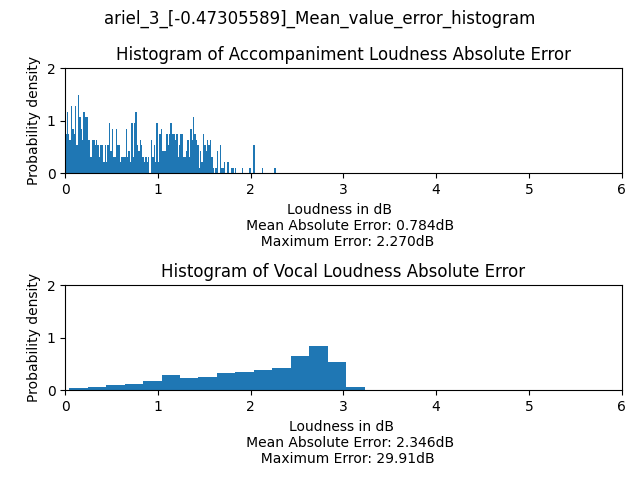 ariel_3_[-0.47305589]_Mean_value_error_histogram
Histogram of Accompaniment Loudness Absolute Error
Probability density
2
1
0
0 1 2 3 4 5 6
Loudness in dB
Mean Absolute Error: 0.784dB
Maximum Error: 2.270dB
Histogram of Vocal Loudness Absolute Error
Probability density
2
1
0
0 1 2 3 4 5 6
Loudness in dB
Mean Absolute Error: 2.346dB
Maximum Error: 29.91dB